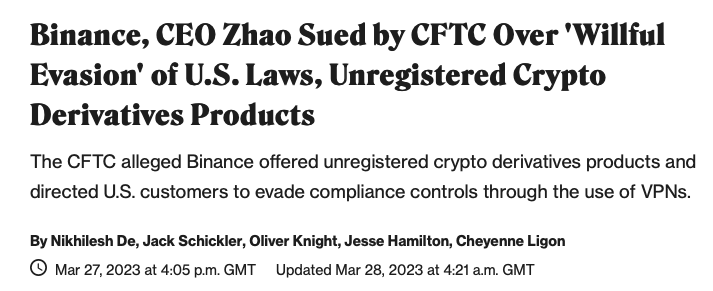 Binance, CEO Zhao Sued by CFTC Over 'Willful
Evasion' of U.S. Laws, Unregistered Crypto
Derivatives Products
The CFTC alleged Binance offered unregistered crypto derivatives products and
directed U.S. customers to evade compliance controls through the use of VPNs.
By Nikhilesh De, Jack Schickler, Oliver Knight, Jesse Hamilton, Cheyenne Ligon
Mar 27, 2023 at 4:05 p.m. GMT Updated Mar 28, 2023 at 4:21 a.m. GMT